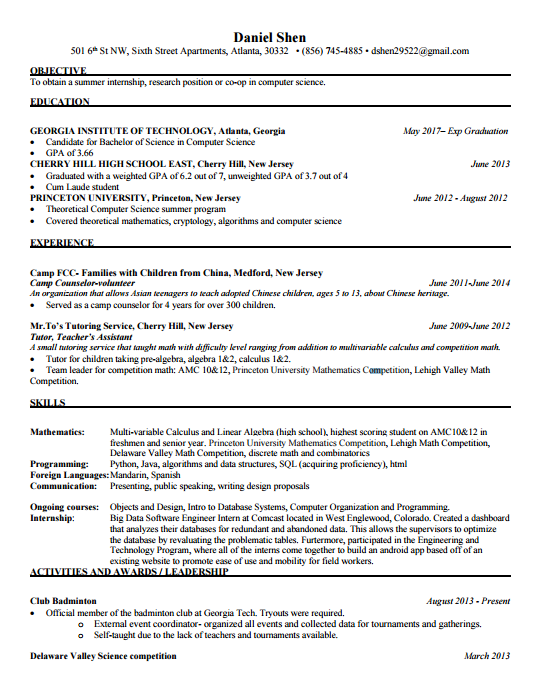 Daniel Shen
501 6th St NW, Sixth Street Apartments, Atlanta, 30332 • (856) 745-4885 • dshen29522@gmail.com
OBJECTIVE
To obtain a summer internship, research position or co-op in computer science.
EDUCATION
GEORGIA INSTITUTE OF TECHNOLOGY, Atlanta, Georgia May 2017– Exp Graduation
• Candidate for Bachelor of Science in Computer Science
• GPA of 3.66
CHERRY HILL HIGH SCHOOL EAST, Cherry Hill, New Jersey June 2013
• Graduated with a weighted GPA of 6.2 out of 7, unweighted GPA of 3.7 out of 4
• Cum Laude student
PRINCETON UNIVERSITY, Princeton, New Jersey June 2012 - August 2012
• Theoretical Computer Science summer program
• Covered theoretical mathematics, cryptology, algorithms and computer science
EXPERIENCE
Camp FCC- Families with Children from China, Medford, New Jersey
Camp Counselor-volunteer June 2011-June 2014
An organization that allows Asian teenagers to teach adopted Chinese children, ages 5 to 13, about Chinese heritage.
• Served as a camp counselor for 4 years for over 300 children.
Mr.To's Tutoring Service, Cherry Hill, New Jersey June 2009-June 2012
Tutor, Teacher's Assistant
A small tutoring service that taught math with difficulty level ranging from addition to multivariable calculus and competition math.
• Tutor for children taking pre-algebra, algebra 1&2, calculus 1&2.
• Team leader for competition math: AMC 10&12, Princeton University Mathematics Competition, Lehigh Valley Math
Competition.
SKILLS
Mathematics: Multi-variable Calculus and Linear Algebra (high school), highest scoring student on AMC10&12 in
freshmen and senior year. Princeton University Mathematics Competition, Lehigh Math Competition,
Delaware Valley Math Competition, discrete math and combinatorics
Programming: Python, Java, algorithms and data structures, SQL (acquiring proficiency), html
Foreign Languages: Mandarin, Spanish
Communication: Presenting, public speaking, writing design proposals
Ongoing courses: Objects and Design, Intro to Database Systems, Computer Organization and Programming.
Internship: Big Data Software Engineer Intern at Comcast located in West Englewood, Colorado. Created a dashboard
that analyzes their databases for redundant and abandoned data. This allows the supervisors to optimize
the database by revaluating the problematic tables. Furtermore, participated in the Engineering and
Technology Program, where all of the interns come together to build an android app based off of an
existing website to promote ease of use and mobility for field workers.
ACTIVITIES AND AWARDS / LEADERSHIP
Club Badminton August 2013 - Present
• Official member of the badminton club at Georgia Tech. Tryouts were required.
o External event coordinator- organized all events and collected data for tournaments and gatherings.
o Self-taught due to the lack of teachers and tournaments available.
Delaware Valley Science competition March 2013